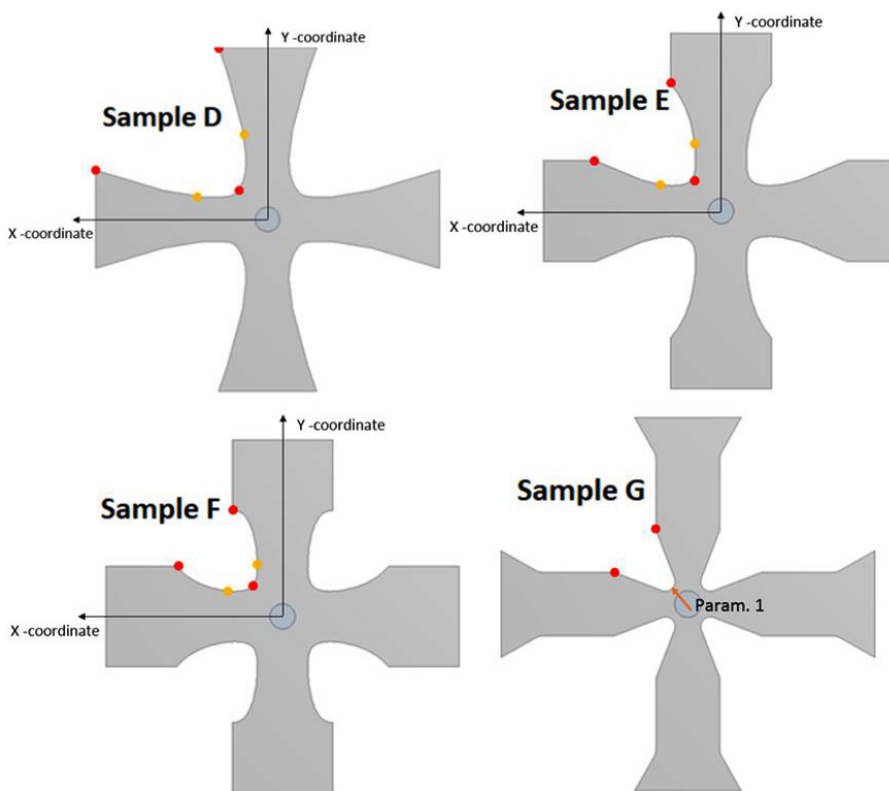 Y -coordinate
Sample D
X -coordinate
Y -coordinate
Sample E
X -coordinate
Y -coordinate
Sample F
X -coordinate
Sample G
Param. 1